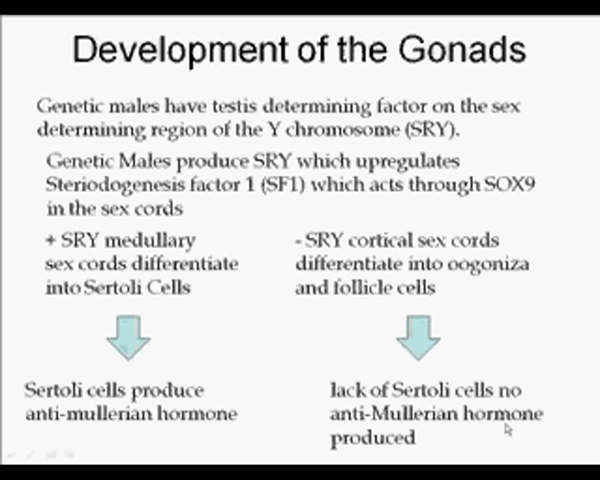 Development of the Gonads
Genetic males have testis determining factor on the sex
determining region of the Y chromosome (SRY).
Genetic Males produce SRY which upregulates
Steriodogenesis factor 1 (SF1) which acts through SOX9
in the sex cords
+ SRY medullary
sex cords differentiate
into Sertoli Cells
- SRY cortical sex cords
differentiate into oogoniza
and follicle cells
Sertoli cells produce
anti-mullerian hormone
lack of Sertoli cells no
anti-Mullerian hormone
produced